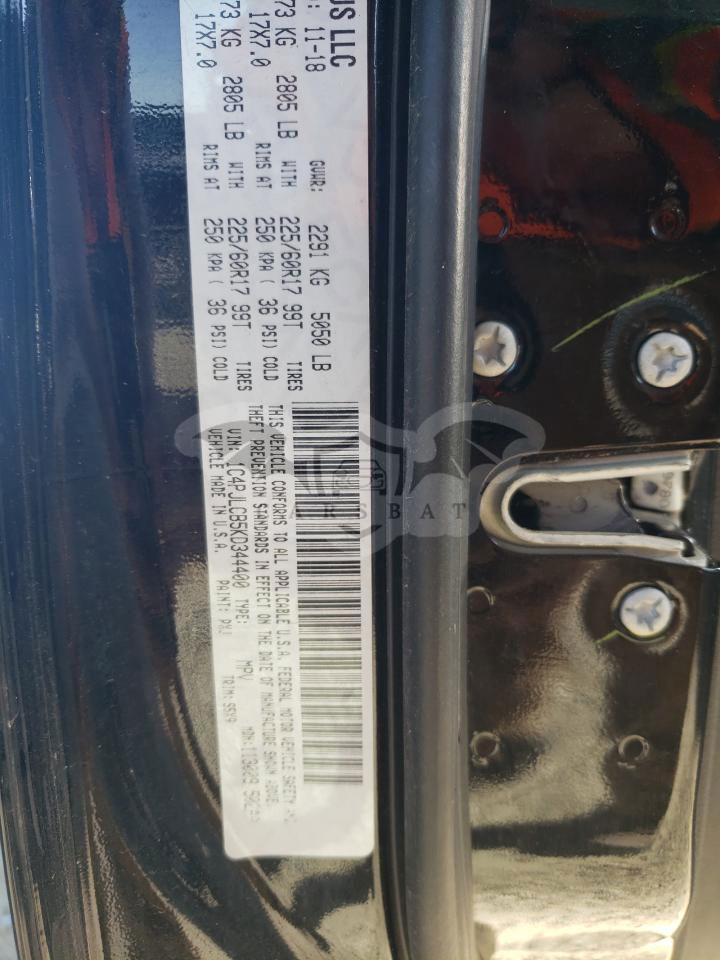 US LLC
: 11-18 GVWR: 2291 KG 5050 LB
73 KG 2805 LB WITH 225/60R17 99T TIRES
17X7.0 RIMS AT 250 KPA ( 36 PSI) COLD
73 KG 2805 LB WITH 225/60R17 99T TIRES
17X7.0 RIMS AT 250 KPA ( 36 PSI) COLD
THIS VEHICLE CONFORMS TO ALL APPLICABLE U.S.A. FEDERAL MOTOR VEHICLE SAFETY
THEFT PREVENTION STANDARDS IN EFFECT ON THE DATE OF MANUFACTURE SHOWN ABOVE.
VIN: 1C4PJLCB5KD344400 TYPE: MPV MDH:113009
VEHICLE MADE IN U.S.A. PAINT: PXJ TRIM:S5X9
CARSBAT